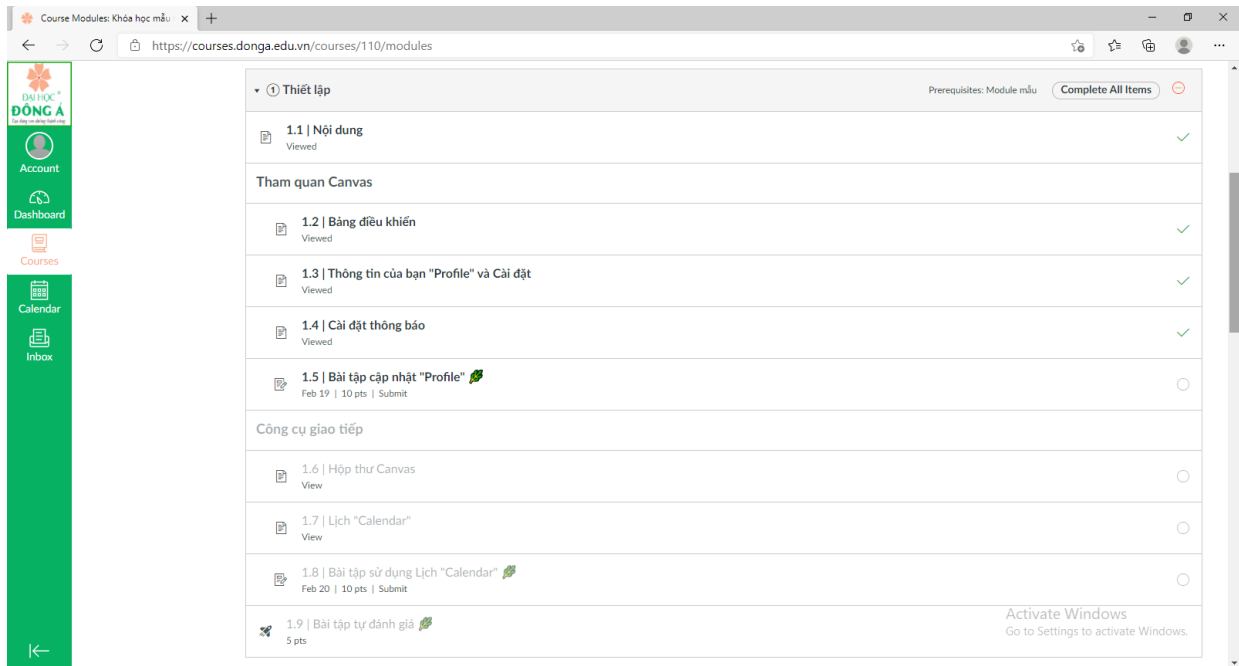 Course Modules: Khóa học mẫu
https://courses.donga.edu.vn/courses/110/modules
ĐẠI HỌC
ĐÔNG Á
Account
Dashboard
Courses
Calendar
Inbox
① Thiết lập
Prerequisites: Module mẫu
Complete All Items
1.1 | Nội dung
Viewed
Tham quan Canvas
1.2 | Bảng điều khiển
Viewed
1.3 | Thông tin của bạn "Profile" và Cài đặt
Viewed
1.4 | Cài đặt thông báo
Viewed
1.5 | Bài tập cập nhật "Profile"
Feb 19 | 10 pts | Submit
Công cụ giao tiếp
1.6 | Hộp thư Canvas
View
1.7 | Lịch "Calendar"
View
1.8 | Bài tập sử dụng Lịch "Calendar"
Feb 20 | 10 pts | Submit
1.9 | Bài tập tự đánh giá
5 pts
Activate Windows
Go to Settings to activate Windows.